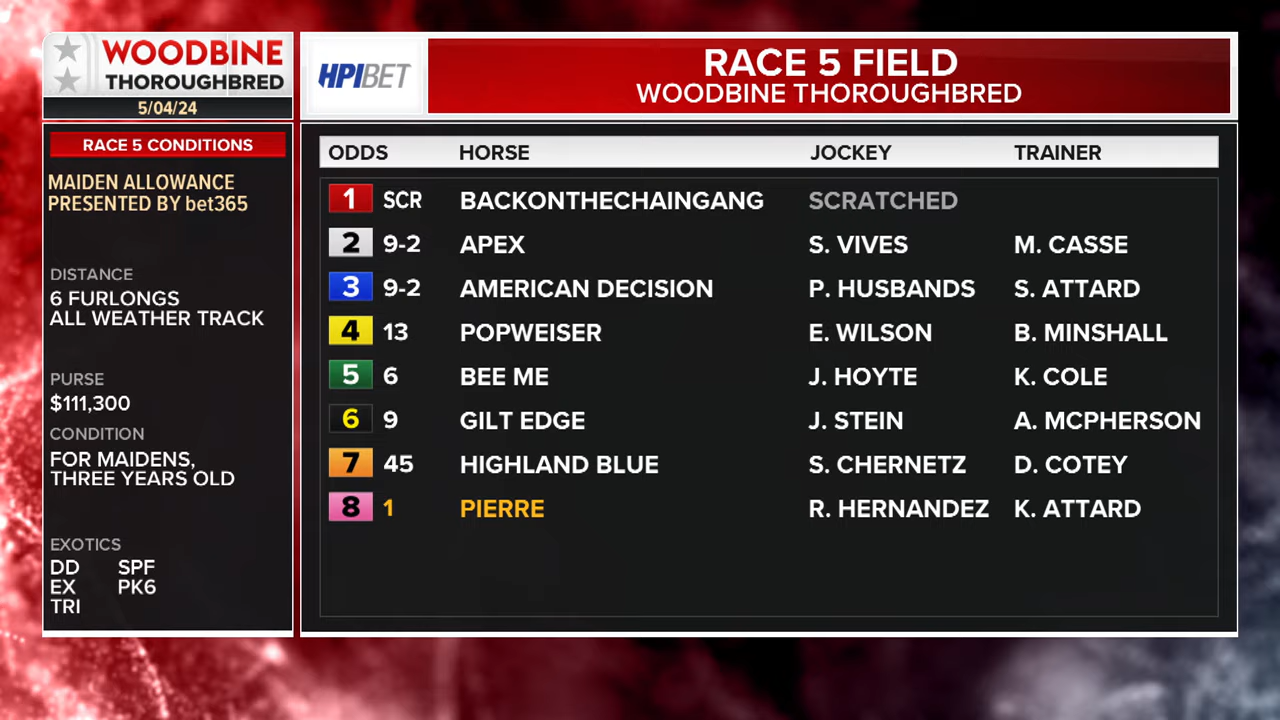 WOODBINE
THOROUGHBRED
5/04/24
RACE 5 CONDITIONS
MAIDEN ALLOWANCE
PRESENTED BY bet365
DISTANCE
6 FURLONGS
ALL WEATHER TRACK
PURSE
$111,300
CONDITION
FOR MAIDENS,
THREE YEARS OLD
EXOTICS
DD SPF
EX PK6
TRI
HPIBET
RACE 5 FIELD
WOODBINE THOROUGHBRED
ODDS HORSE JOCKEY TRAINER
1 SCR BACKONTHECHAINGANG SCRATCHED
2 9-2 APEX S. VIVES M. CASSE
3 9-2 AMERICAN DECISION P. HUSBANDS S. ATTARD
4 13 POPWEISER E. WILSON B. MINSHALL
5 6 BEE ME J. HOYTE K. COLE
6 9 GILT EDGE J. STEIN A. MCPHERSON
7 45 HIGHLAND BLUE S. CHERNETZ D. COTEY
8 1 PIERRE R. HERNANDEZ K. ATTARD